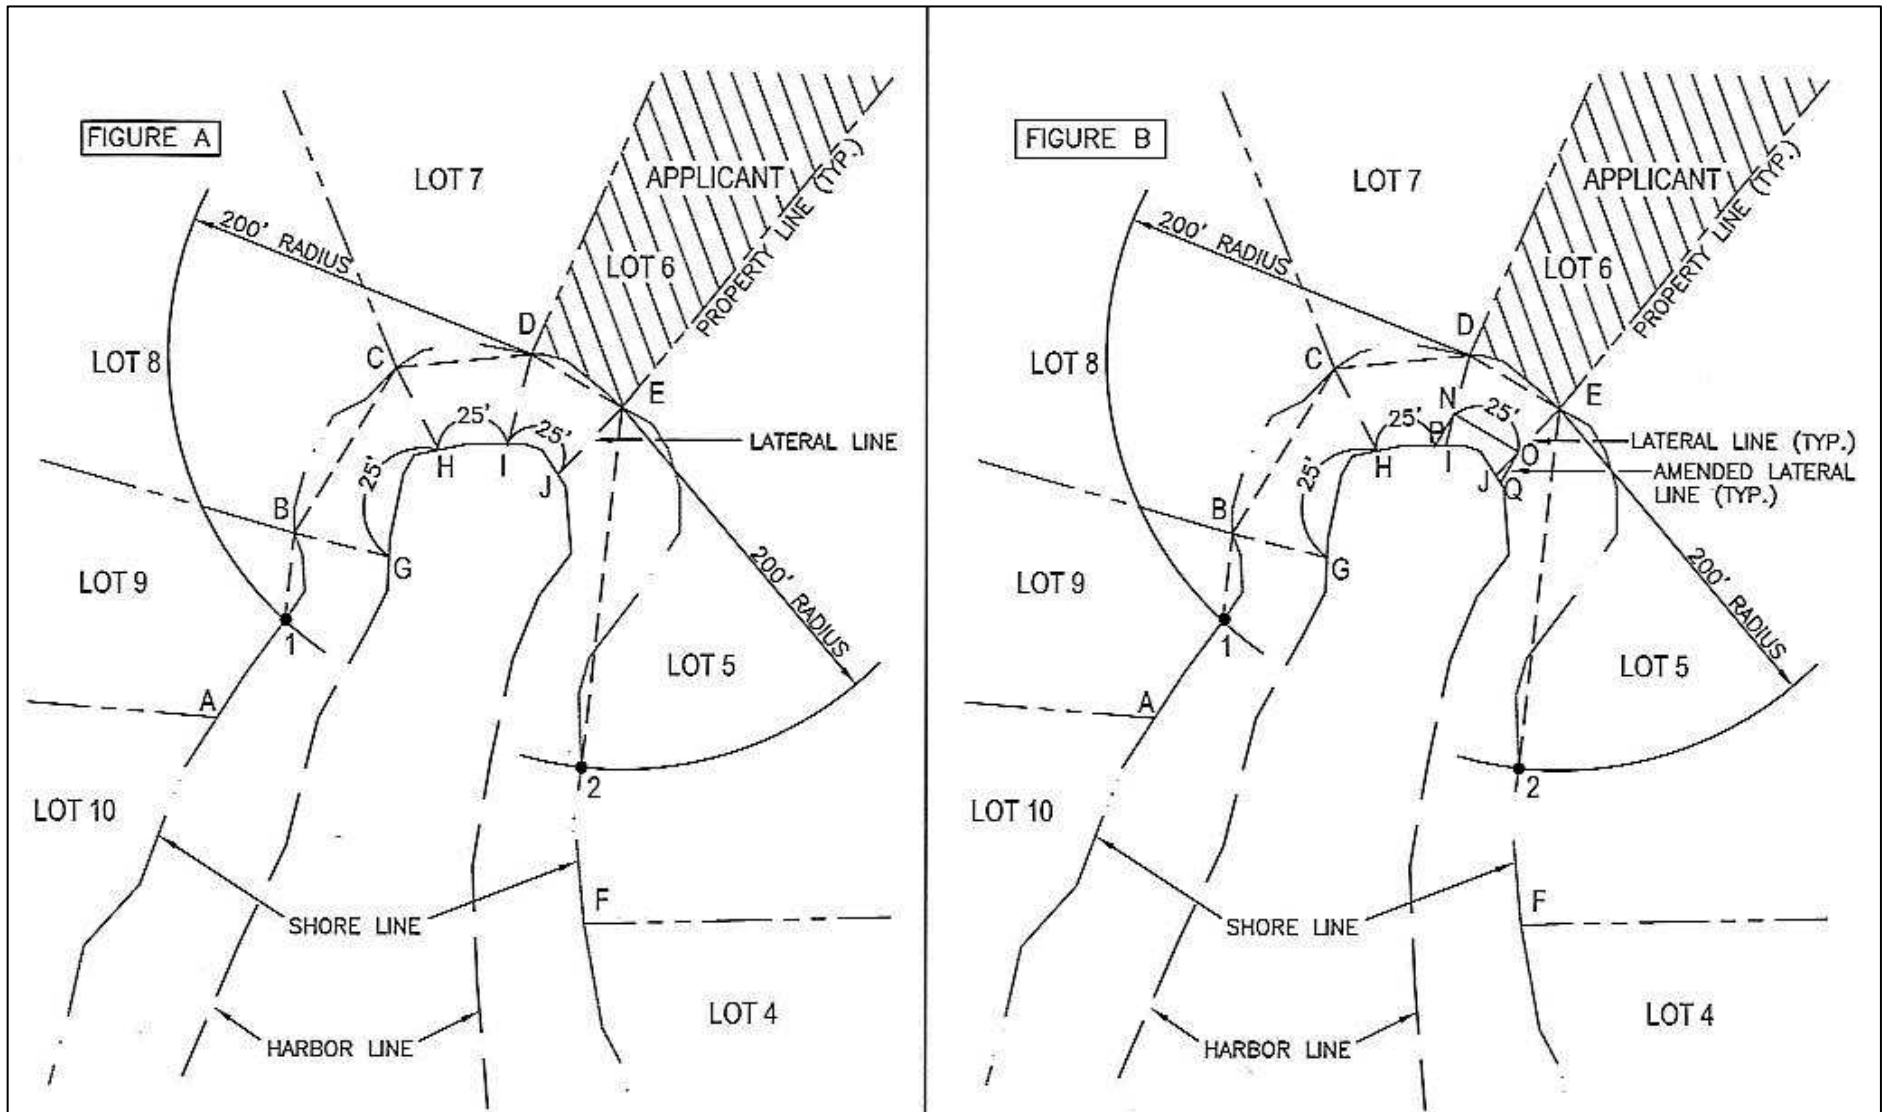 FIGURE A
LOT 7
APPLICANT
PROPERTY LINE (TYP.)
200' RADIUS
LOT 6
D
C
LOT 8
E
25'
25'
LATERAL LINE
H
I
J
25'
B
G
LOT 9
200' RADIUS
1
LOT 5
A
2
LOT 10
F
SHORE LINE
LOT 4
HARBOR LINE
FIGURE B
LOT 7
APPLICANT
PROPERTY LINE (TYP.)
200' RADIUS
LOT 6
D
C
LOT 8
E
N
25'
25'
P
O
LATERAL LINE (TYP.)
H
I
J
Q
AMENDED LATERAL
LINE (TYP.)
25'
B
G
LOT 9
200' RADIUS
1
LOT 5
A
2
LOT 10
F
SHORE LINE
LOT 4
HARBOR LINE